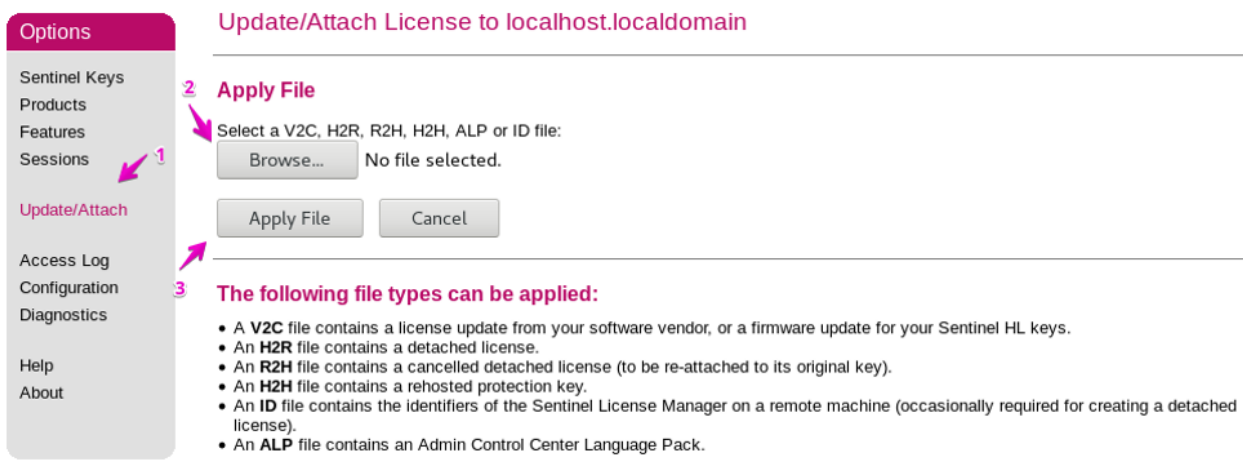 Options
Sentinel Keys
Products
Features
Sessions
1
Update/Attach
Access Log
Configuration
Diagnostics
Help
About
Update/Attach License to localhost.localdomain
2
Apply File
Select a V2C, H2R, R2H, H2H, ALP or ID file:
Browse... No file selected.
Apply File Cancel
3
The following file types can be applied:
• A V2C file contains a license update from your software vendor, or a firmware update for your Sentinel HL keys.
• An H2R file contains a detached license.
• An R2H file contains a cancelled detached license (to be re-attached to its original key).
• An H2H file contains a rehosted protection key.
• An ID file contains the identifiers of the Sentinel License Manager on a remote machine (occasionally required for creating a detached
license).
• An ALP file contains an Admin Control Center Language Pack.